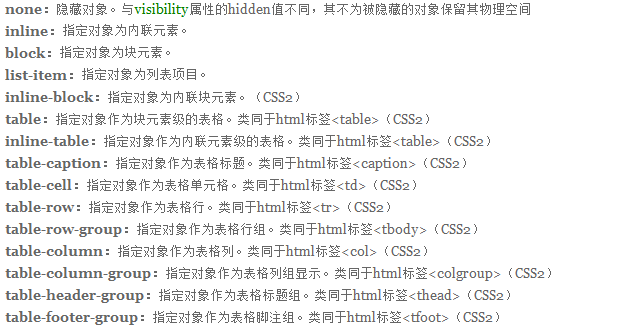 none：隐藏对象。与visibility属性的hidden值不同，其不为被隐藏的对象保留其物理空间
inline：指定对象为内联元素。
block：指定对象为块元素。
list-item：指定对象为列表项目。
inline-block：指定对象为内联块元素。（CSS2）
table：指定对象作为块元素级的表格。类同于html标签<table>（CSS2）
inline-table：指定对象作为内联元素级的表格。类同于html标签<table>（CSS2）
table-caption：指定对象作为表格标题。类同于html标签<caption>（CSS2）
table-cell：指定对象作为表格单元格。类同于html标签<td>（CSS2）
table-row：指定对象作为表格行。类同于html标签<tr>（CSS2）
table-row-group：指定对象作为表格行组。类同于html标签<tbody>（CSS2）
table-column：指定对象作为表格列。类同于html标签<col>（CSS2）
table-column-group：指定对象作为表格列组显示。类同于html标签<colgroup>（CSS2）
table-header-group：指定对象作为表格标题组。类同于html标签<thead>（CSS2）
table-footer-group：指定对象作为表格脚注组。类同于html标签<tfoot>（CSS2）